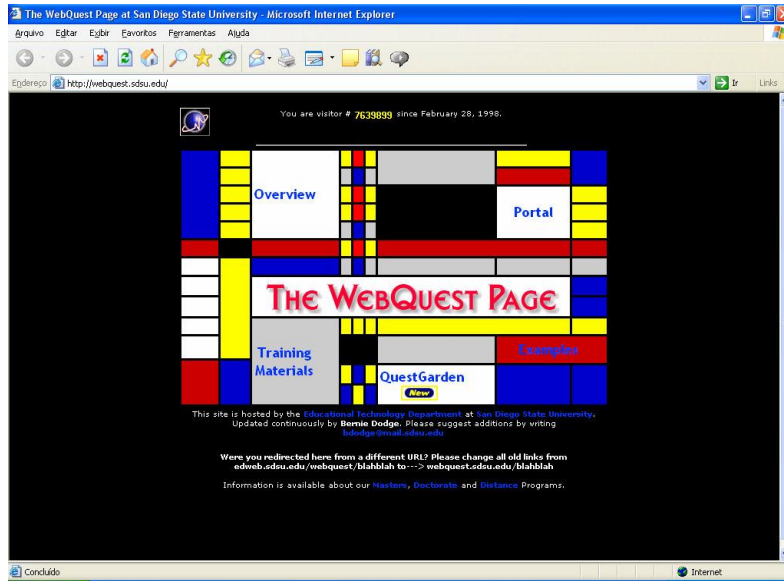 The WebQuest Page at San Diego State University - Microsoft Internet Explorer
Arquivo Editar Exibir Favoritos Ferramentas Ajuda
Endereço http://webquest.sdsu.edu/ Ir Links
You are visitor # 7639899 since February 28, 1998.
Overview
Portal
THE WEBQUEST PAGE
Training
Materials
Examples
QuestGarden
New
This site is hosted by the Educational Technology Department at San Diego State University.
Updated continuously by Bernie Dodge. Please suggest additions by writing
bdodge@mail.sdsu.edu
Were you redirected here from a different URL? Please change all old links from
edweb.sdsu.edu/webquest/blahblah to---> webquest.sdsu.edu/blahblah
Information is available about our Masters, Doctorate and Distance Programs.
Concluído Internet